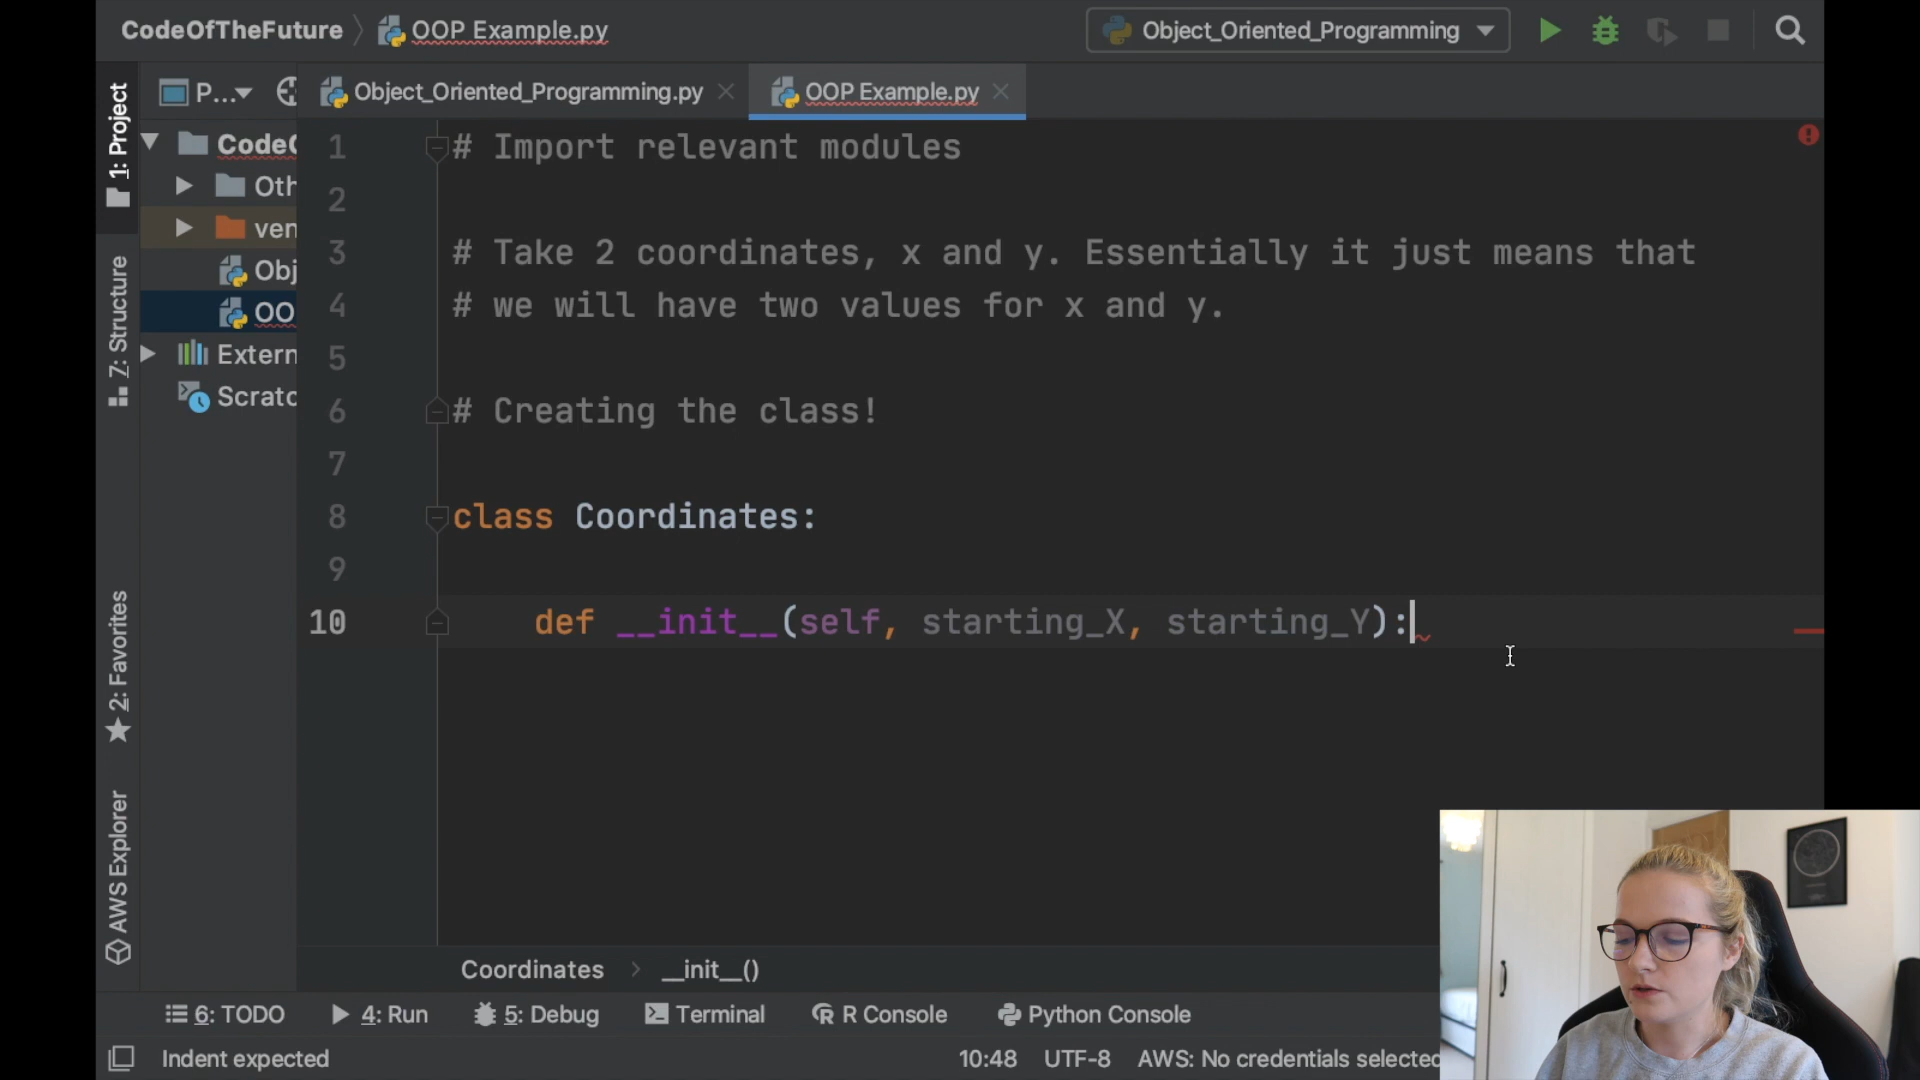 CodeOfTheFuture OOP Example.py
Object_Oriented_Programming
1: Project
P...
Object_Oriented_Programming.py
OOP Example.py
CodeO
Oth
ven
Obj
OO
Extern
Scratc
Z: Structure
2: Favorites
AWS Explorer
1 # Import relevant modules
2
3 # Take 2 coordinates, x and y. Essentially it just means that
4 # we will have two values for x and y.
5
6 # Creating the class!
7
8 class Coordinates:
9
10 def __init__(self, starting_X, starting_Y):
Coordinates __init__()
6: TODO 4: Run 5: Debug Terminal R Console Python Console
Indent expected 10:48 UTF-8 AWS: No credentials selected